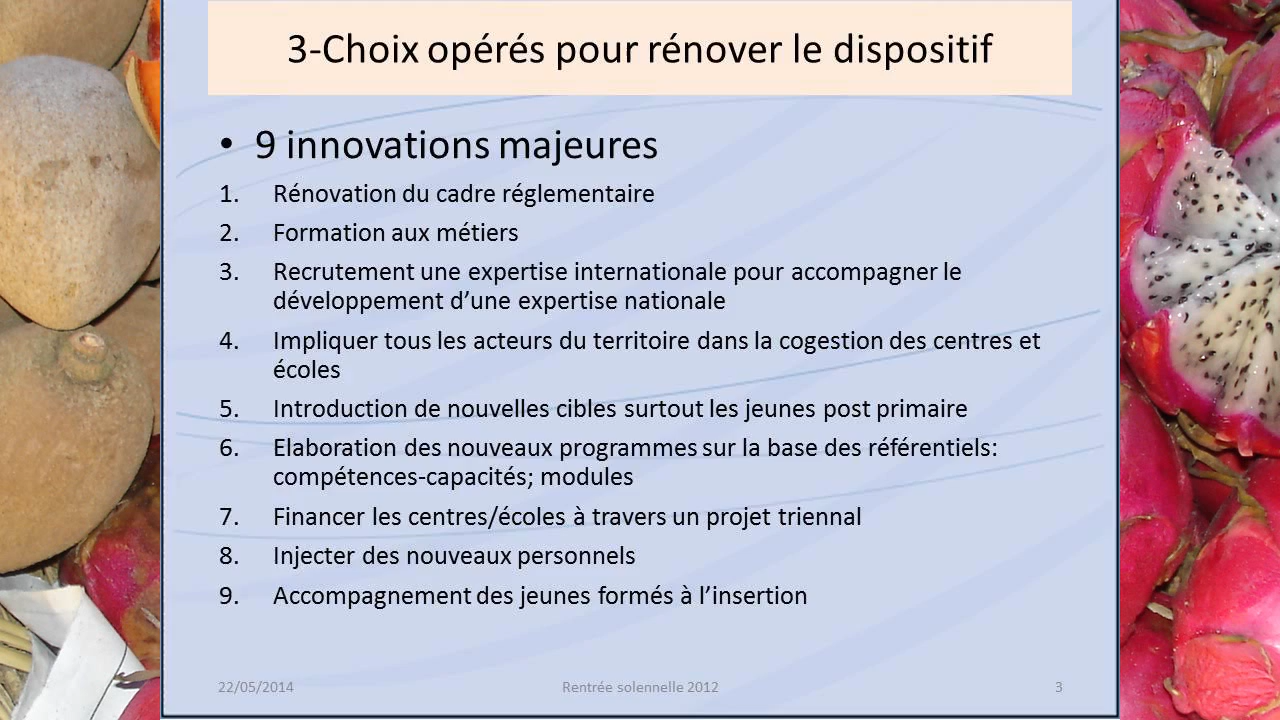 3-Choix opérés pour rénover le dispositif
• 9 innovations majeures
1. Rénovation du cadre réglementaire
2. Formation aux métiers
3. Recrutement une expertise internationale pour accompagner le
développement d’une expertise nationale
4. Impliquer tous les acteurs du territoire dans la cogestion des centres et
écoles
5. Introduction de nouvelles cibles surtout les jeunes post primaire
6. Elaboration des nouveaux programmes sur la base des référentiels:
compétences-capacités; modules
7. Financer les centres/écoles à travers un projet triennal
8. Injecter des nouveaux personnels
9. Accompagnement des jeunes formés à l’insertion
22/05/2014 Rentrée solennelle 2012 3